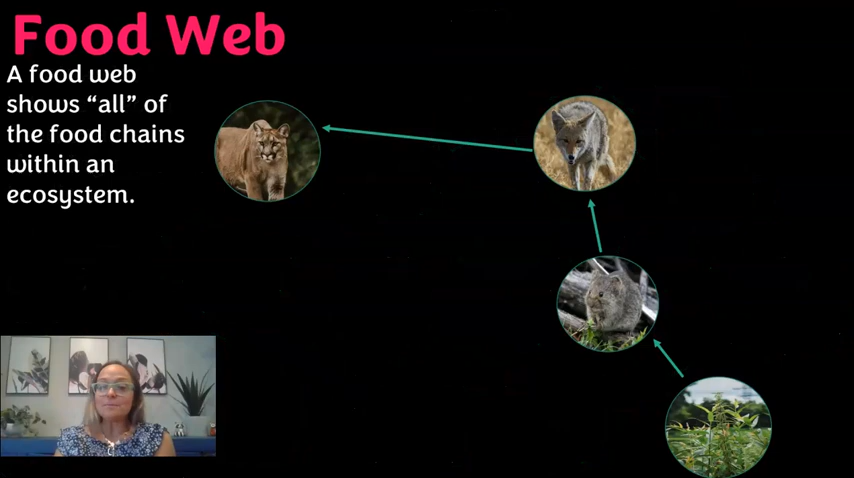 Food Web
A food web
shows “all” of
the food chains
within an
ecosystem.